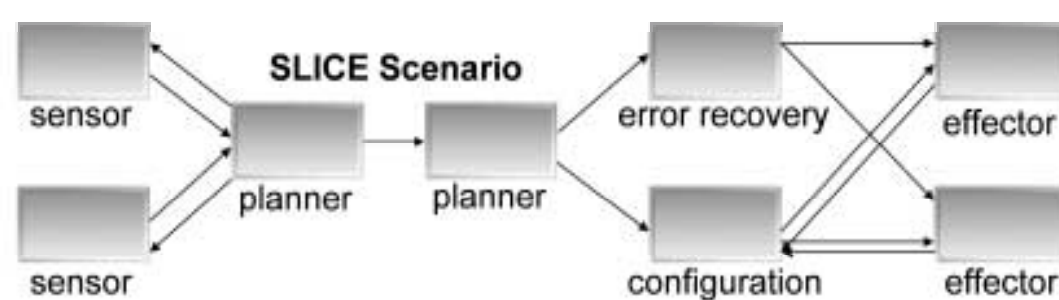 SLICE Scenario
sensor
error recovery
effector
planner
planner
sensor
configuration
effector